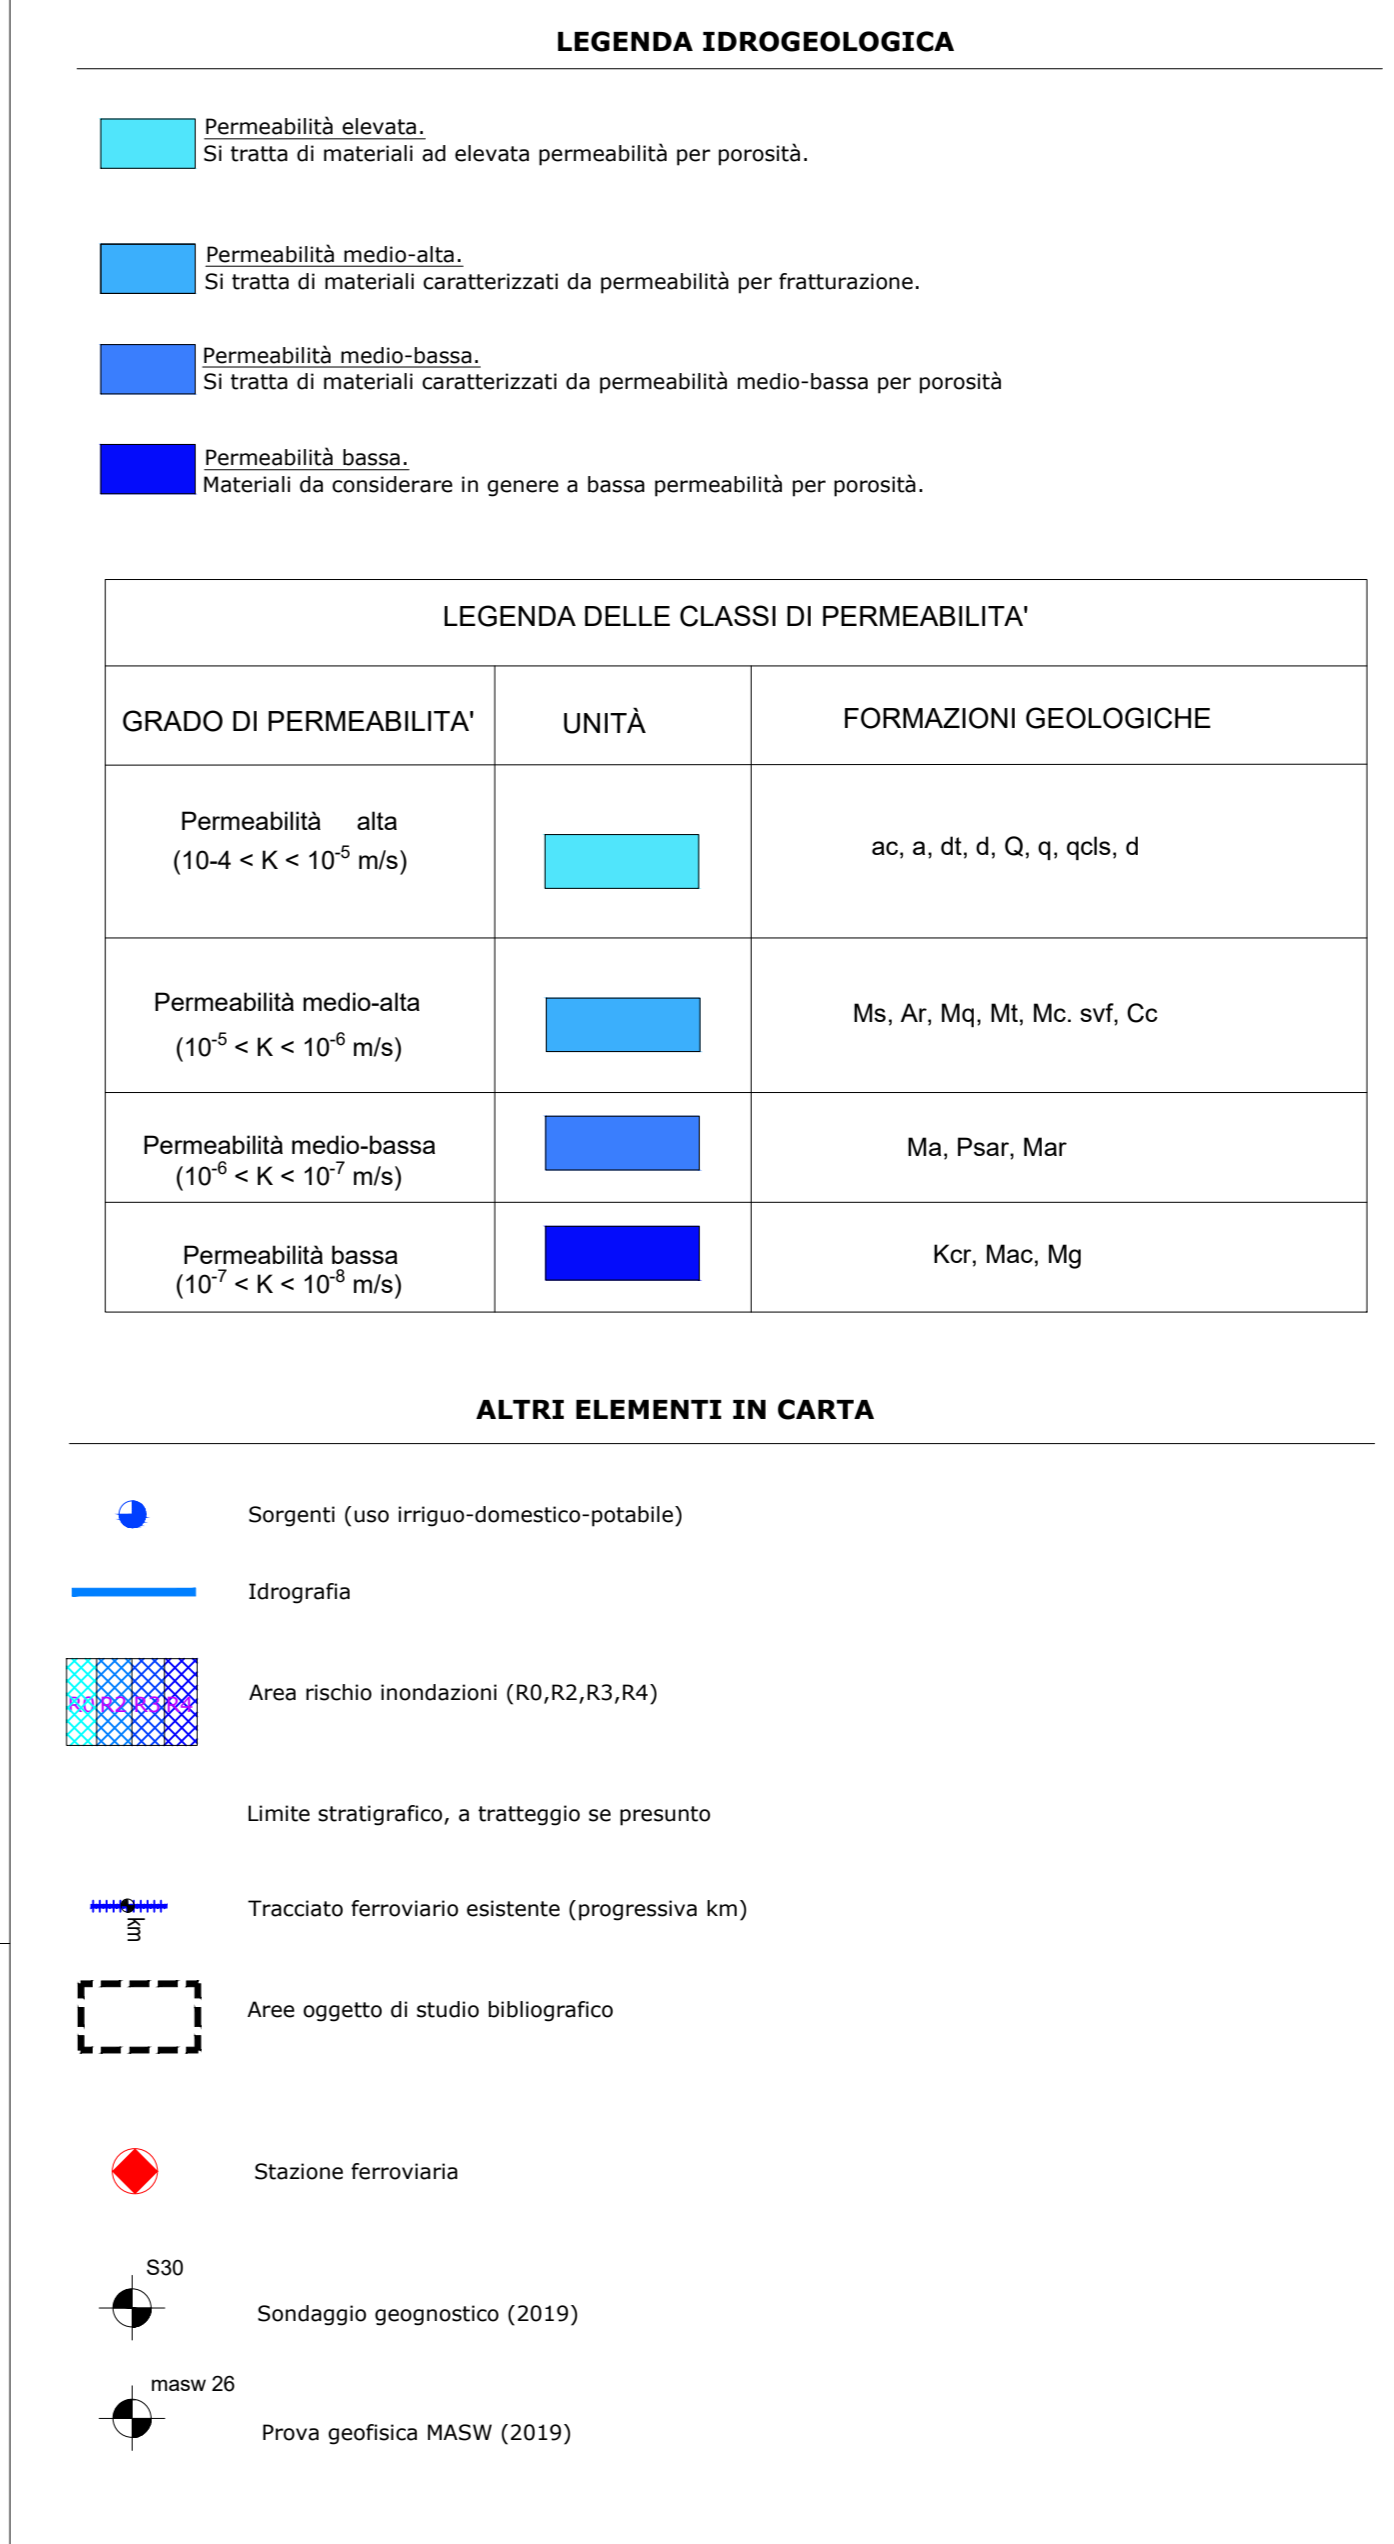 LEGENDA IDROGEOLOGICA
Permeabilità elevata.
Si tratta di materiali ad elevata permeabilità per porosità.
Permeabilità medio-alta.
Si tratta di materiali caratterizzati da permeabilità per fratturazione.
Permeabilità medio-bassa.
Si tratta di materiali caratterizzati da permeabilità medio-bassa per porosità
Permeabilità bassa.
Materiali da considerare in genere a bassa permeabilità per porosità.
LEGENDA DELLE CLASSI DI PERMEABILITA'
GRADO DI PERMEABILITA' UNITÀ FORMAZIONI GEOLOGICHE
Permeabilità alta
(10-4 < K < 10⁻⁵ m/s)
ac, a, dt, d, Q, q, qcls, d
Permeabilità medio-alta
(10⁻⁵ < K < 10⁻⁶ m/s)
Ms, Ar, Mq, Mt, Mc. svf, Cc
Permeabilità medio-bassa
(10⁻⁶ < K < 10⁻⁷ m/s)
Ma, Psar, Mar
Permeabilità bassa
(10⁻⁷ < K < 10⁻⁸ m/s)
Kcr, Mac, Mg
ALTRI ELEMENTI IN CARTA
Sorgenti (uso irriguo-domestico-potabile)
Idrografia
R0 R2 R3 R4
Area rischio inondazioni (R0,R2,R3,R4)
Limite stratigrafico, a tratteggio se presunto
km
Tracciato ferroviario esistente (progressiva km)
Aree oggetto di studio bibliografico
Stazione ferroviaria
S30
Sondaggio geognostico (2019)
masw 26
Prova geofisica MASW (2019)